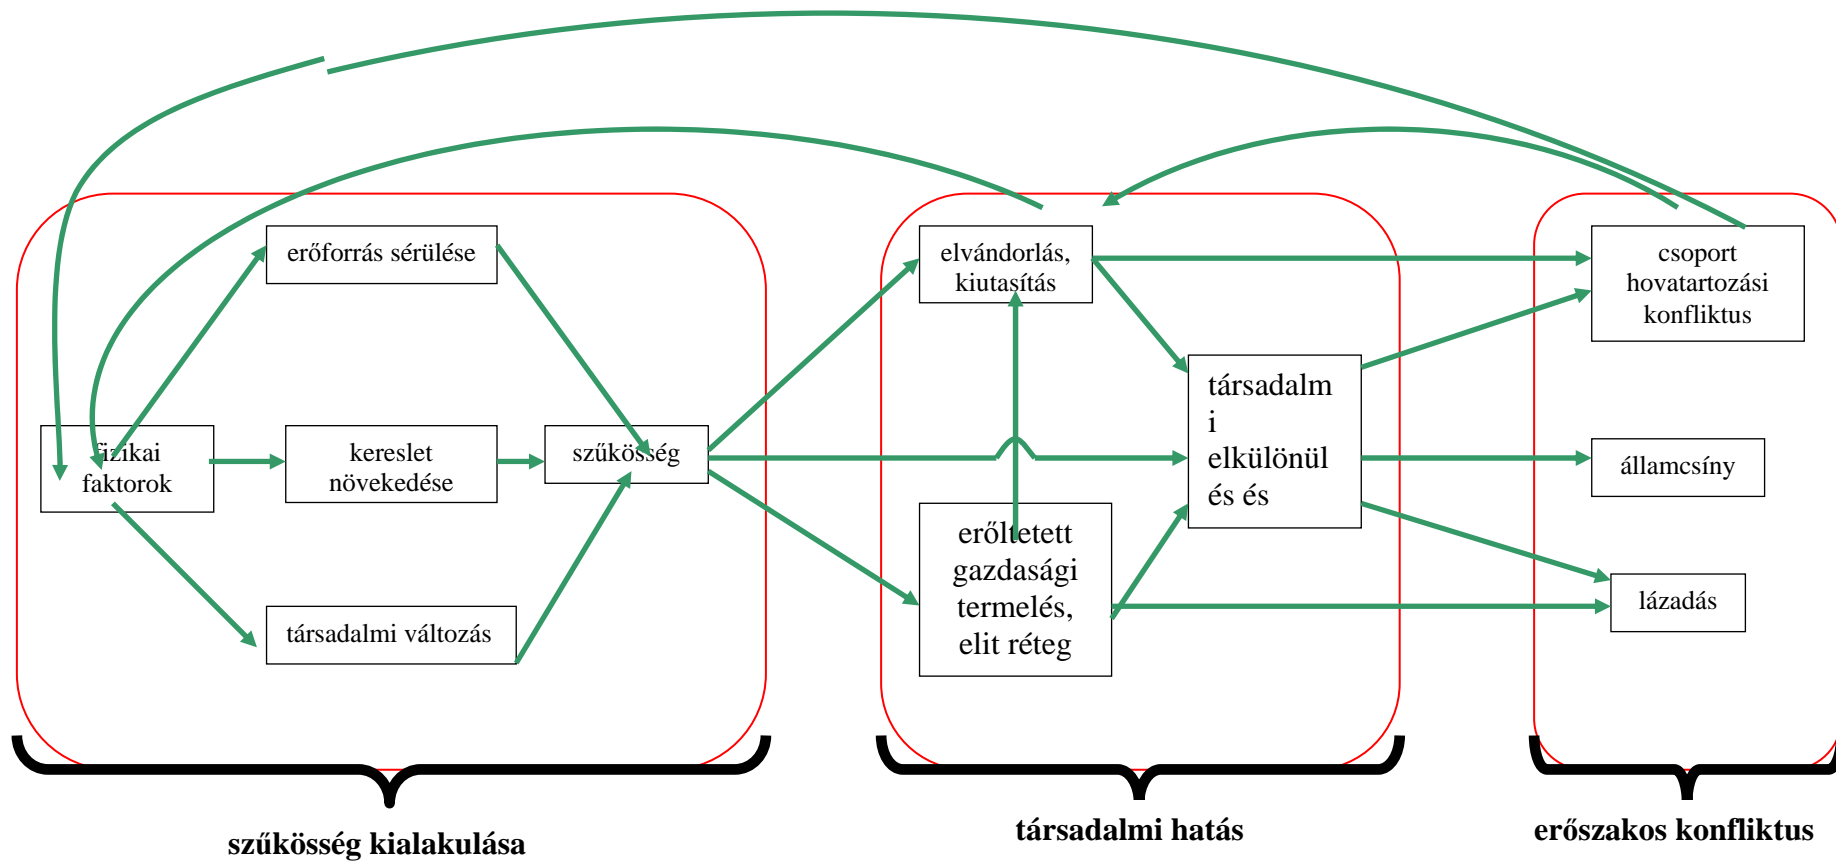 erőforrás sérülése
fizikai
faktorok
kereslet
növekedése
szűkösség
társadalmi változás
szűkösség kialakulása
elvándorlás,
kiutasítás
társadalm
i
elkülönül
és és
erőltetett
gazdasági
termelés,
elit réteg
társadalmi hatás
csoport
hovatartozási
konfliktus
államcsíny
lázadás
erőszakos konfliktus